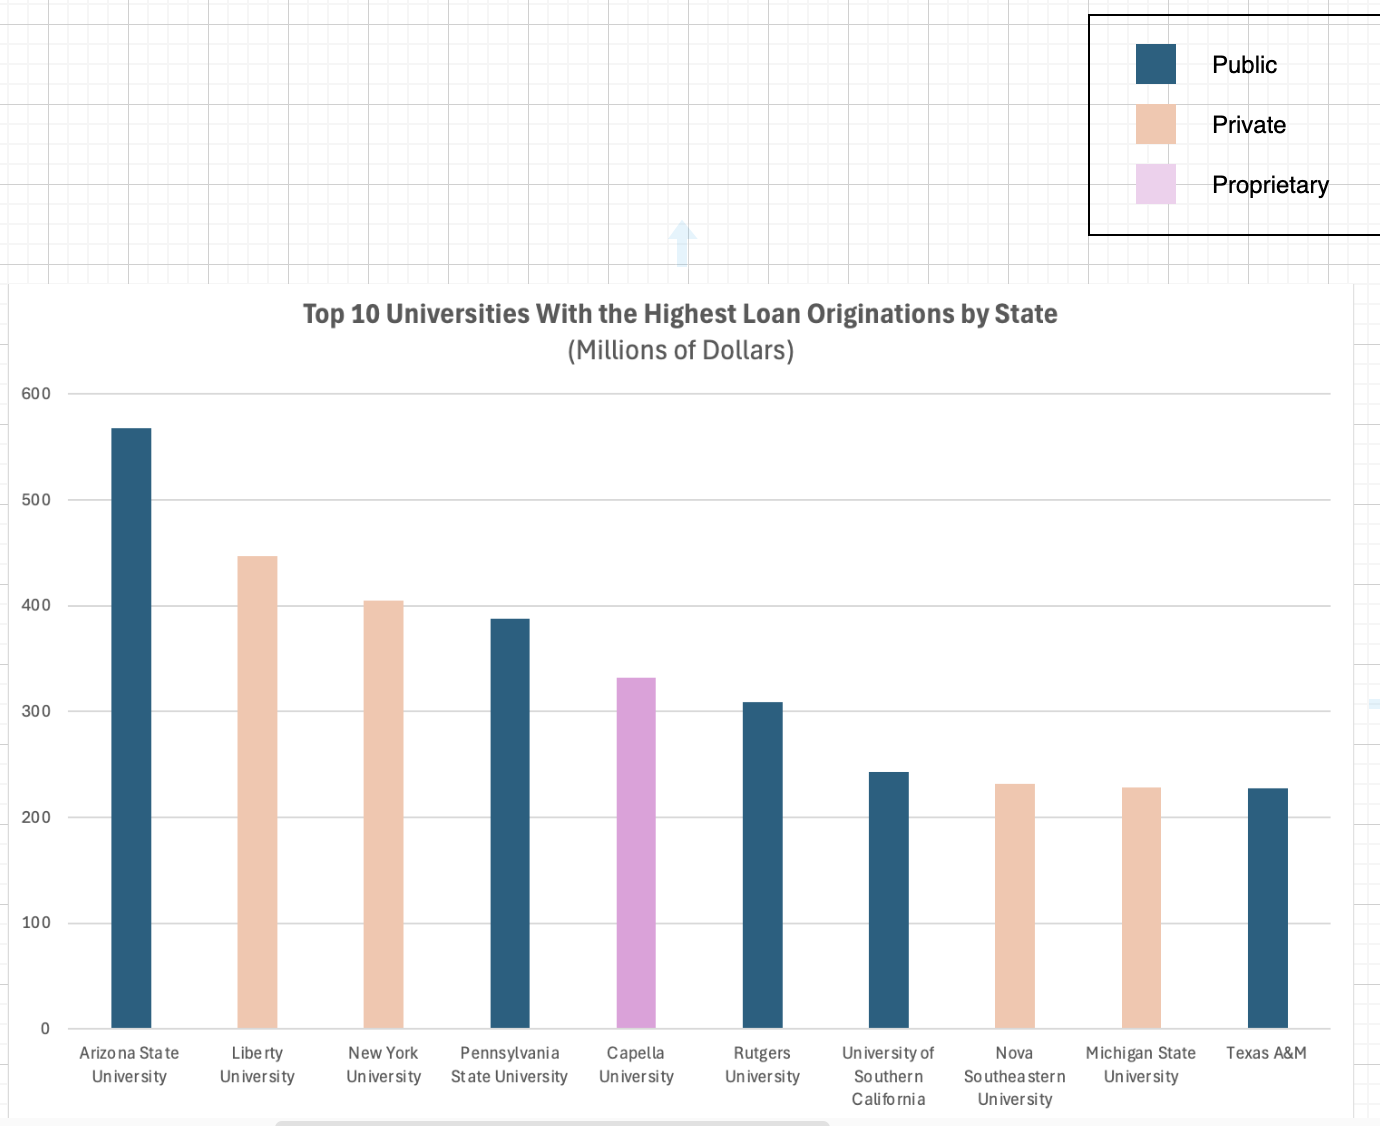 Public
Private
Proprietary
Top 10 Universities With the Highest Loan Originations by State
(Millions of Dollars)
600
500
400
300
200
100
0
Arizona State
University
Liberty
University
New York
University
Pennsylvania
State University
Capella
University
Rutgers
University
University of
Southern
California
Nova
Southeastern
University
Michigan State
University
Texas A&M